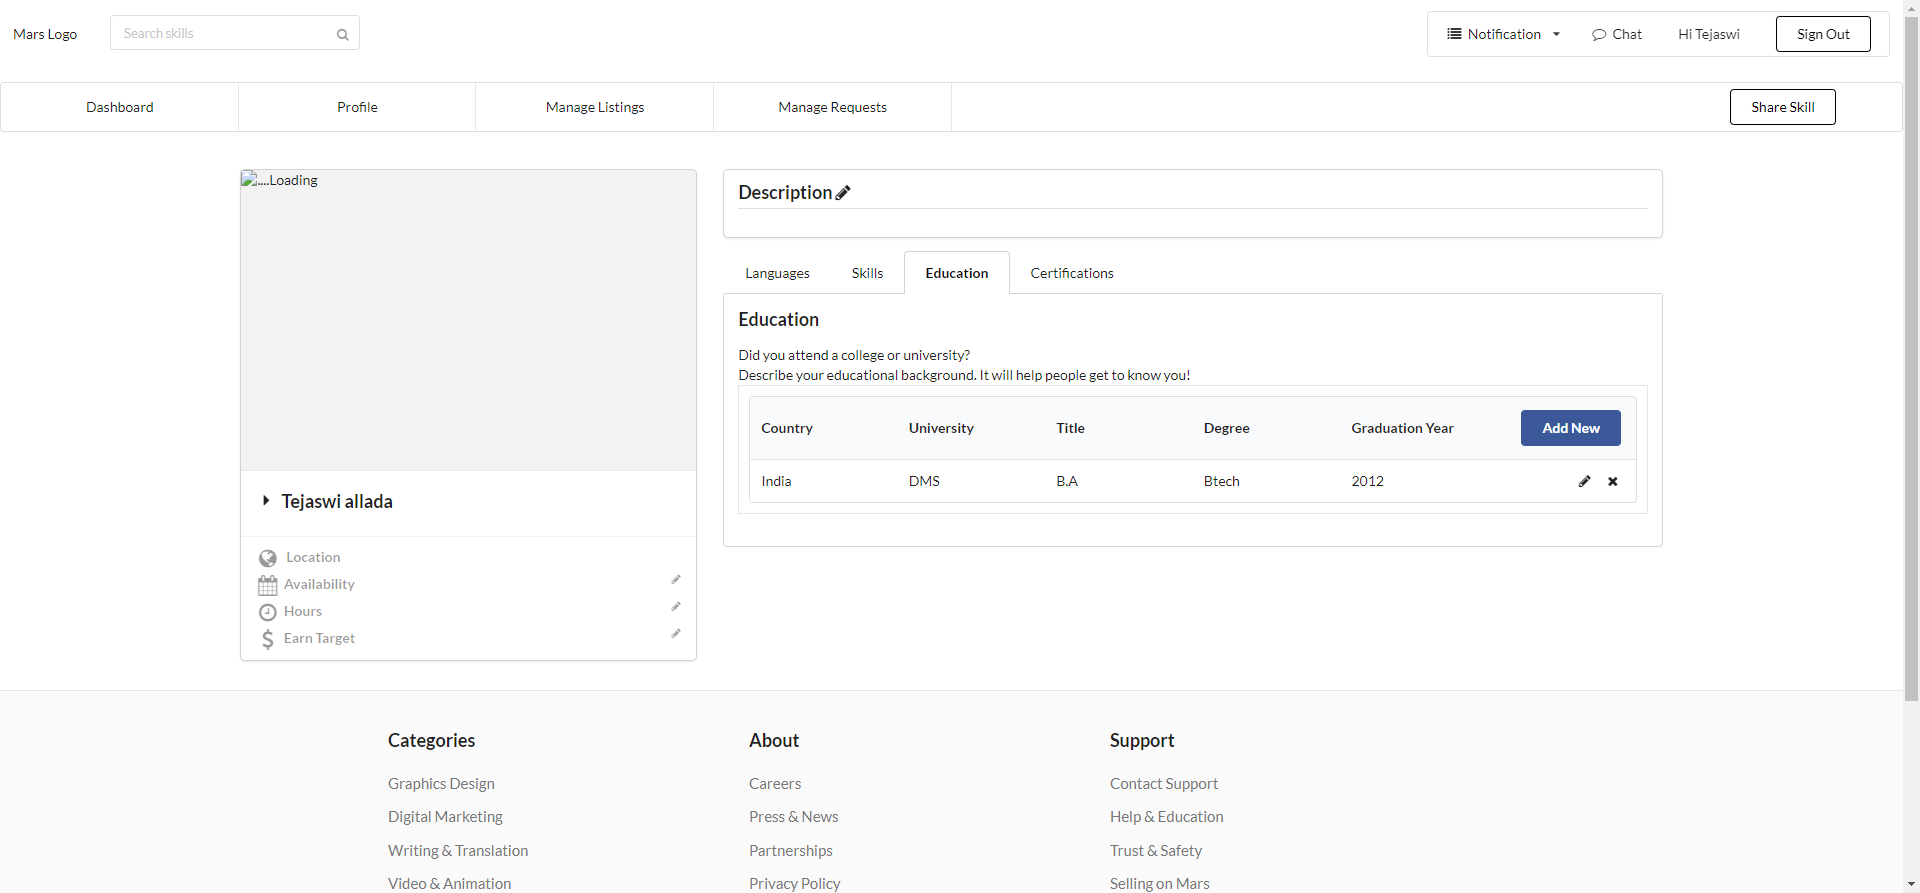 Mars Logo
Search skills
Notification
Chat
Hi Tejaswi
Sign Out
Dashboard
Profile
Manage Listings
Manage Requests
Share Skill
....Loading
Tejaswi allada
Location
Availability
Hours
Earn Target
Description
Languages
Skills
Education
Certifications
Education
Did you attend a college or university?
Describe your educational background. It will help people get to know you!
Country University Title Degree Graduation Year Add New
India DMS B.A Btech 2012
Categories
Graphics Design
Digital Marketing
Writing & Translation
Video & Animation
About
Careers
Press & News
Partnerships
Privacy Policy
Support
Contact Support
Help & Education
Trust & Safety
Selling on Mars